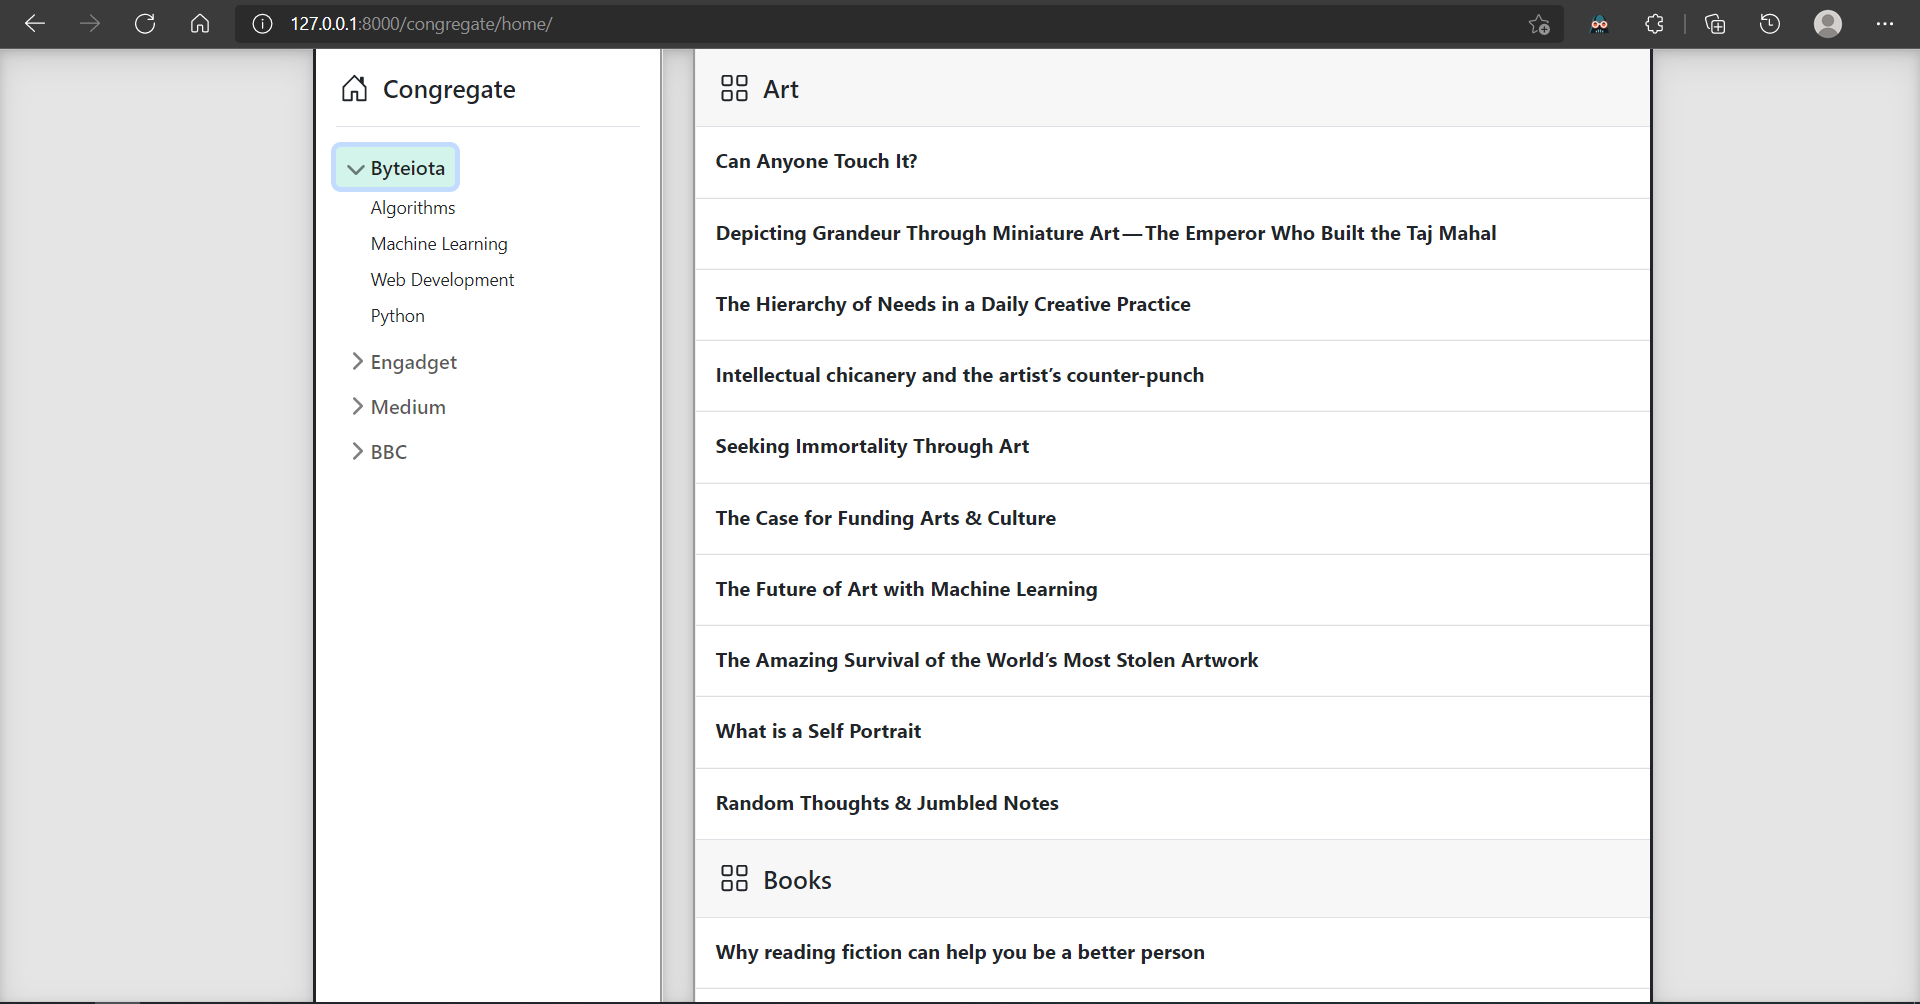 127.0.0.1:8000/congregate/home/
Congregate
Byteiota
Algorithms
Machine Learning
Web Development
Python
Engadget
Medium
BBC
Art
Can Anyone Touch It?
Depicting Grandeur Through Miniature Art — The Emperor Who Built the Taj Mahal
The Hierarchy of Needs in a Daily Creative Practice
Intellectual chicanery and the artist’s counter-punch
Seeking Immortality Through Art
The Case for Funding Arts & Culture
The Future of Art with Machine Learning
The Amazing Survival of the World’s Most Stolen Artwork
What is a Self Portrait
Random Thoughts & Jumbled Notes
Books
Why reading fiction can help you be a better person